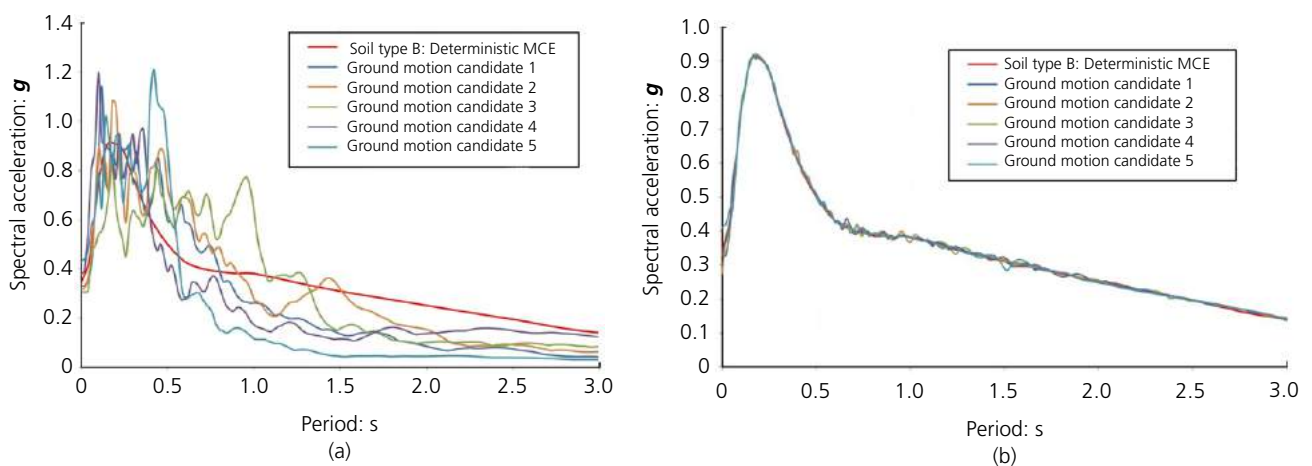 1.4
1.2
1.0
0.8
0.6
0.4
0.2
0
0 0.5 1.0 1.5 2.0 2.5 3.0
Spectral acceleration: g
Period: s
(a)
Soil type B: Deterministic MCE
Ground motion candidate 1
Ground motion candidate 2
Ground motion candidate 3
Ground motion candidate 4
Ground motion candidate 5
1.0
0.9
0.8
0.7
0.6
0.5
0.4
0.3
0.2
0.1
0
0 0.5 1.0 1.5 2.0 2.5 3.0
Spectral acceleration: g
Period: s
(b)
Soil type B: Deterministic MCE
Ground motion candidate 1
Ground motion candidate 2
Ground motion candidate 3
Ground motion candidate 4
Ground motion candidate 5